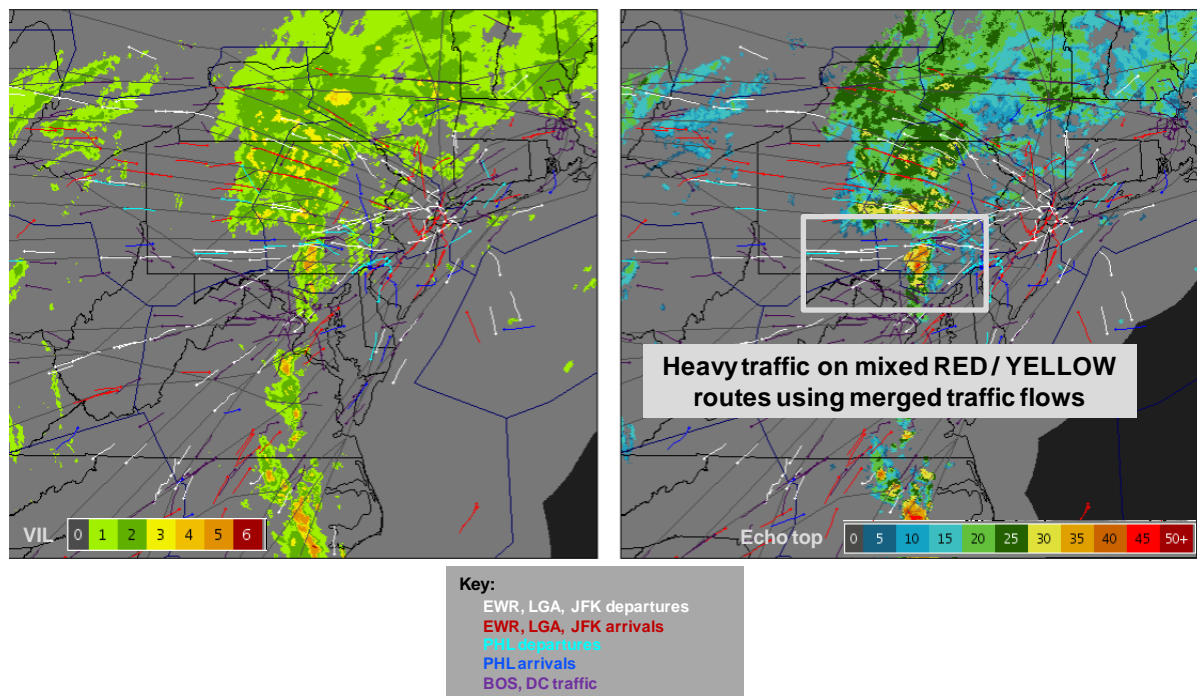 Heavy traffic on mixed RED / YELLOW
routes using merged traffic flows
VIL 0 1 2 3 4 5 6
Echo top 0 5 10 15 20 25 30 35 40 45 50+
Key:
EWR, LGA, JFK departures
EWR, LGA, JFK arrivals
PHL departures
PHL arrivals
BOS, DC traffic